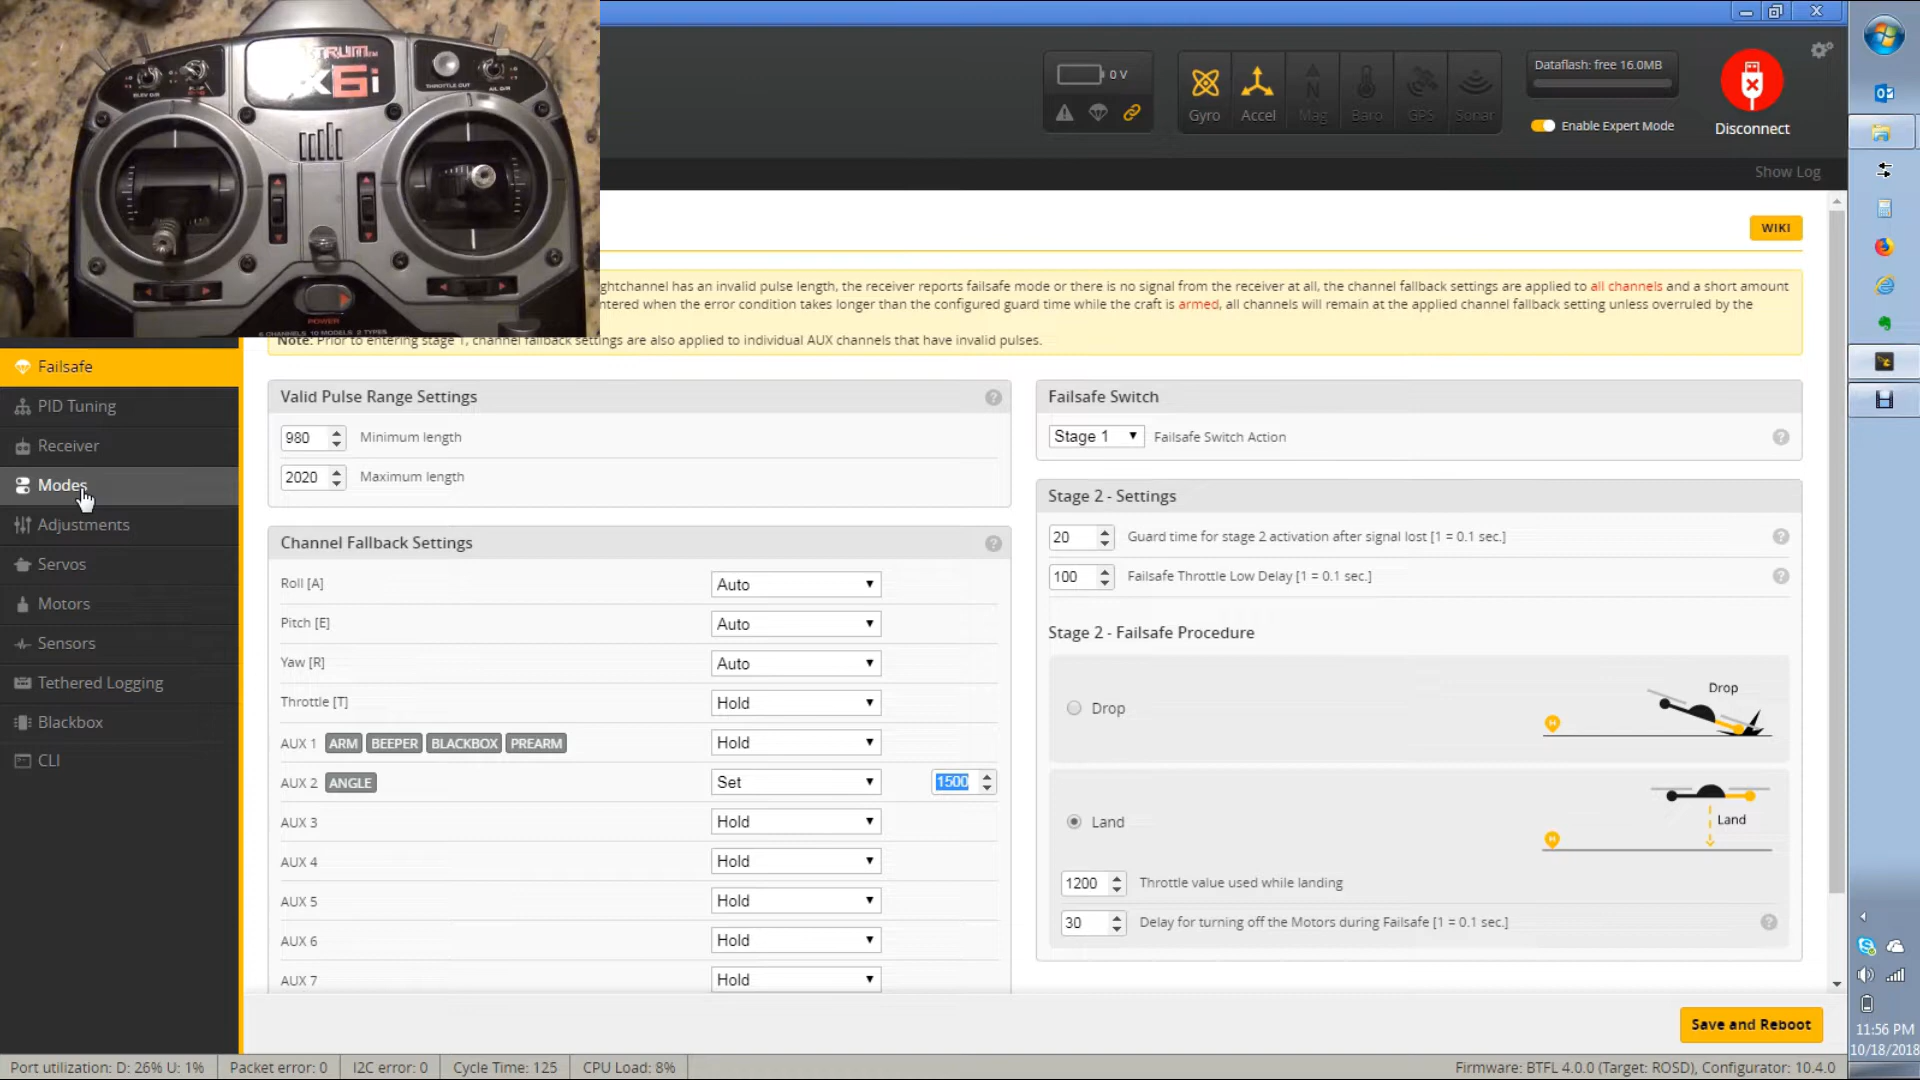 TRUM
X6i
ELEV D/R
THROTTLE CUT
AIL D/R
POWER
6 CHANNELS 10 MODELS 2 TYPES
0 V
Gyro
Accel
Mag
Baro
GPS
Sonar
Dataflash: free 16.0MB
Enable Expert Mode
Disconnect
Show Log
WIKI
ghtchannel has an invalid pulse length, the receiver reports failsafe mode or there is no signal from the receiver at all, the channel fallback settings are applied to all channels and a short amount
ntered when the error condition takes longer than the configured guard time while the craft is armed, all channels will remain at the applied channel fallback setting unless overruled by the
Note: Prior to entering stage 1, channel fallback settings are also applied to individual AUX channels that have invalid pulses.
Failsafe
PID Tuning
Receiver
Modes
Adjustments
Servos
Motors
Sensors
Tethered Logging
Blackbox
CLI
Valid Pulse Range Settings
980 Minimum length
2020 Maximum length
Channel Fallback Settings
Roll [A] Auto
Pitch [E] Auto
Yaw [R] Auto
Throttle [T] Hold
AUX 1 ARM BEEPER BLACKBOX PREARM Hold
AUX 2 ANGLE Set 1500
AUX 3 Hold
AUX 4 Hold
AUX 5 Hold
AUX 6 Hold
AUX 7 Hold
Failsafe Switch
Stage 1 Failsafe Switch Action
Stage 2 - Settings
20 Guard time for stage 2 activation after signal lost [1 = 0.1 sec.]
100 Failsafe Throttle Low Delay [1 = 0.1 sec.]
Stage 2 - Failsafe Procedure
Drop
Drop
Land
Land
1200 Throttle value used while landing
30 Delay for turning off the Motors during Failsafe [1 = 0.1 sec.]
Save and Reboot
11:56 PM
10/18/2018
Port utilization: D: 26% U: 1%
Packet error: 0
I2C error: 0
Cycle Time: 125
CPU Load: 8%
Firmware: BTFL 4.0.0 (Target: ROSD), Configurator: 10.4.0